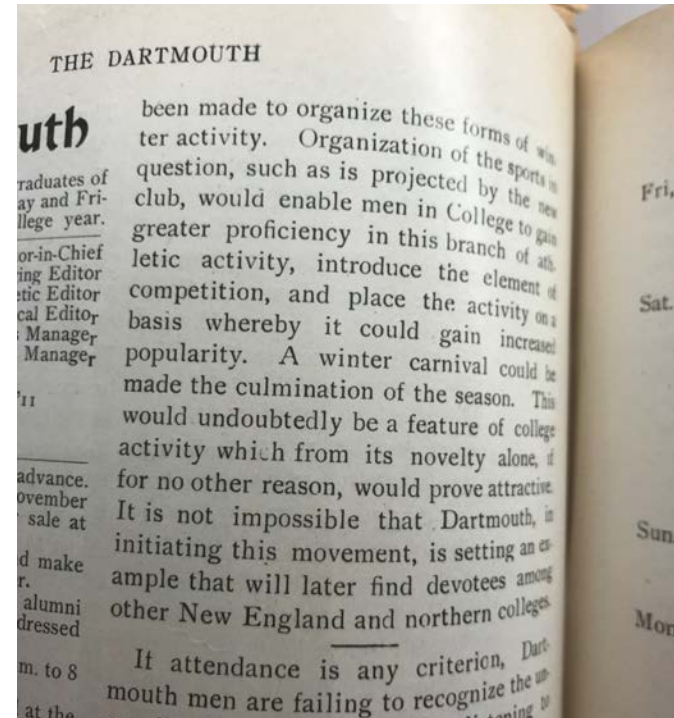 THE DARTMOUTH
uth
raduates of
ay and Fri-
llege year.
or-in-Chief
ing Editor
etic Editor
cal Editor
Manager
Manager
'11
advance.
ovember
sale at
d make
r.
alumni
dressed
m. to 8
at the
been made to organize these forms of win
ter activity. Organization of the sports in
question, such as is projected by the new
club, would enable men in College to gain
greater proficiency in this branch of ath
letic activity, introduce the element of
competition, and place the activity on a
basis whereby it could gain increased
popularity. A winter carnival could be
made the culmination of the season. This
would undoubtedly be a feature of college
activity which from its novelty alone, if
for no other reason, would prove attractive.
It is not impossible that Dartmouth, in
initiating this movement, is setting an ex-
ample that will later find devotees among
other New England and northern colleges.
If attendance is any criterion, Dart-
mouth men are failing to recognize the un-
Fri,
Sat.
Sun.
Mon